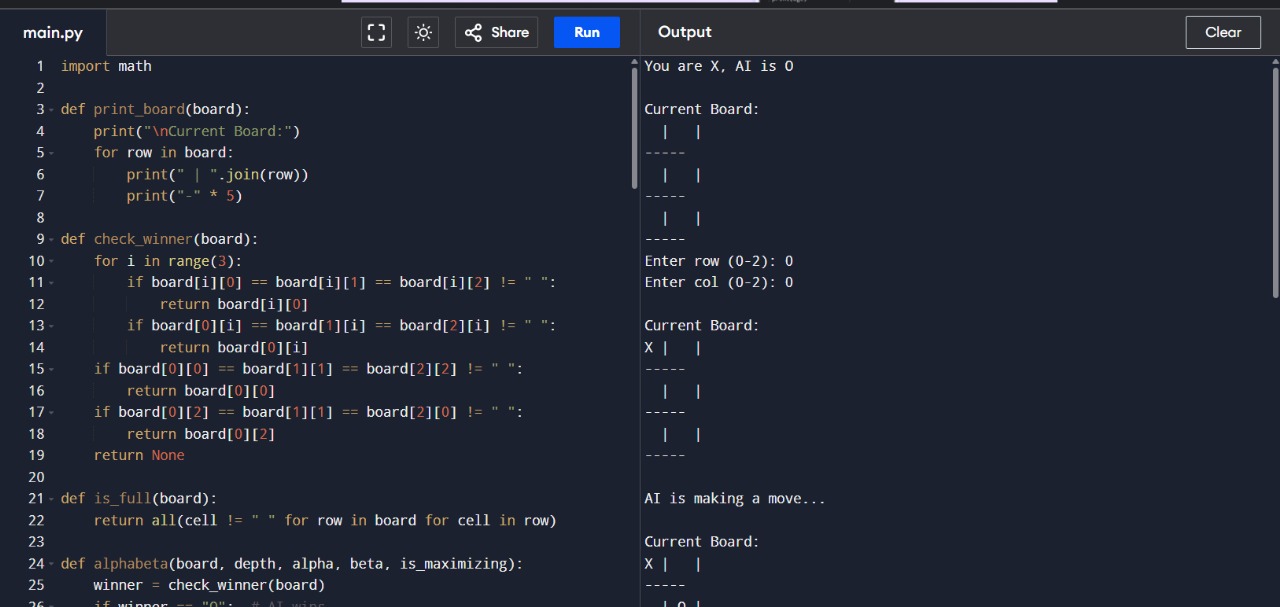 main.py
Share
Run
Output
Clear
1 import math
2
3 def print_board(board):
4 print("\nCurrent Board:")
5 for row in board:
6 print(" | ".join(row))
7 print("-" * 5)
8
9 def check_winner(board):
10 for i in range(3):
11 if board[i][0] == board[i][1] == board[i][2] != " ":
12 return board[i][0]
13 if board[0][i] == board[1][i] == board[2][i] != " ":
14 return board[0][i]
15 if board[0][0] == board[1][1] == board[2][2] != " ":
16 return board[0][0]
17 if board[0][2] == board[1][1] == board[2][0] != " ":
18 return board[0][2]
19 return None
20
21 def is_full(board):
22 return all(cell != " " for row in board for cell in row)
23
24 def alphabeta(board, depth, alpha, beta, is_maximizing):
25 winner = check_winner(board)
26 if winner == "O": # AI wins
You are X, AI is O
Current Board:
| |
-----
| |
-----
| |
-----
Enter row (0-2): 0
Enter col (0-2): 0
Current Board:
X | |
-----
| |
-----
| |
-----
AI is making a move...
Current Board:
X | |
-----
| O |